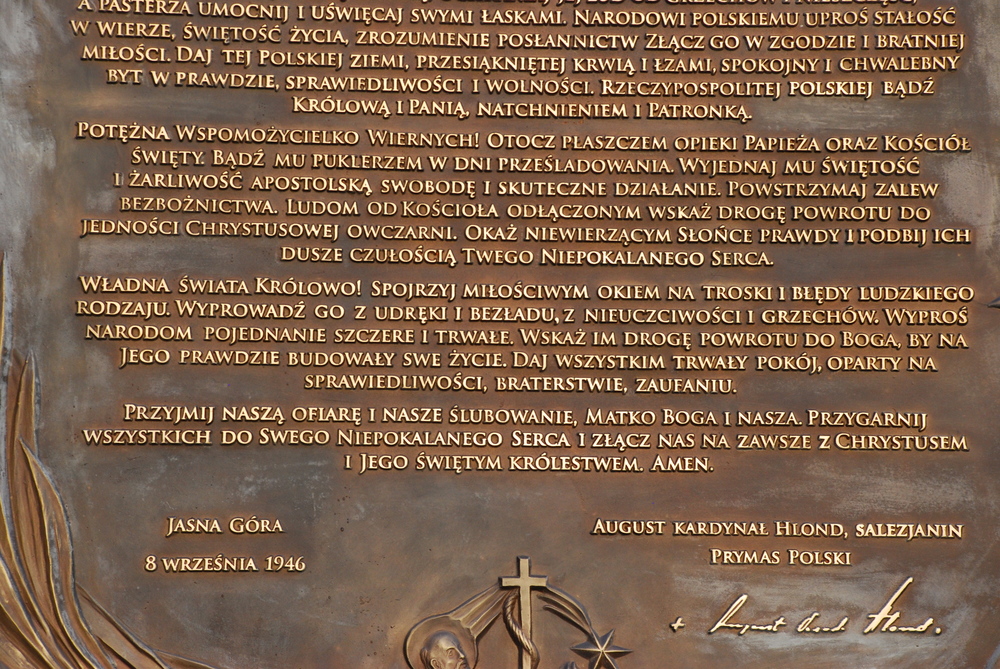 A PASTERZA UMOCNIJ I UŚWIĘCAJ SWYMI ŁASKAMI. NARODOWI POLSKIEMU UPROŚ STAŁOŚĆ
W WIERZE, ŚWIĘTOŚĆ ŻYCIA, ZROZUMIENIE POSŁANNICTW ZŁĄCZ GO W ZGODZIE I BRATNIEJ
MIŁOŚCI. DAJ TEJ POLSKIEJ ZIEMI, PRZESIĄKNIĘTEJ KRWIĄ I ŁZAMI, SPOKOJNY I CHWALEBNY
BYT W PRAWDZIE, SPRAWIEDLIWOŚCI I WOLNOŚCI. RZECZYPOSPOLITEJ POLSKIEJ BĄDŹ
KRÓLOWĄ I PANIĄ, NATCHNIENIEM I PATRONKĄ.
POTĘŻNA WSPOMOŻYCIELKO WIERNYCH! OTOCZ PŁASZCZEM OPIEKI PAPIEŻA ORAZ KOŚCIÓŁ
ŚWIĘTY. BĄDŹ MU PUKLERZEM W DNI PRZEŚLADOWANIA. WYJEDNAJ MU ŚWIĘTOŚĆ
I ŻARLIWOŚĆ APOSTOLSKĄ SWOBODĘ I SKUTECZNE DZIAŁANIE. POWSTRZYMAJ ZALEW
BEZBOŻNICTWA. LUDOM OD KOŚCIOŁA ODŁĄCZONYM WSKAŻ DROGĘ POWROTU DO
JEDNOŚCI CHRYSTUSOWEJ OWCZARNI. OKAŻ NIEWIERZĄCYM SŁOŃCE PRAWDY I PODBIJ ICH
DUSZE CZUŁOŚCIĄ TWEGO NIEPOKALANEGO SERCA.
WŁADNA ŚWIATA KRÓLOWO! SPOJRZYJ MIŁOŚCIWYM OKIEM NA TROSKI I BŁĘDY LUDZKIEGO
RODZAJU. WYPROWADŹ GO Z UDRĘKI I BEZŁADU, Z NIEUCZCIWOŚCI I GRZECHÓW. WYPROŚ
NARODOM POJEDNANIE SZCZERE I TRWAŁE. WSKAŻ IM DROGĘ POWROTU DO BOGA, BY NA
JEGO PRAWDZIE BUDOWAŁY SWE ŻYCIE. DAJ WSZYSTKIM TRWAŁY POKÓJ, OPARTY NA
SPRAWIEDLIWOŚCI, BRATERSTWIE, ZAUFANIU.
PRZYJMIJ NASZĄ OFIARĘ I NASZE ŚLUBOWANIE, MATKO BOGA I NASZA. PRZYGARNIJ
WSZYSTKICH DO SWEGO NIEPOKALANEGO SERCA I ZŁĄCZ NAS NA ZAWSZE Z CHRYSTUSEM
I JEGO ŚWIĘTYM KRÓLESTWEM. AMEN.
JASNA GÓRA
8 WRZEŚNIA 1946
AUGUST KARDYNAŁ HLOND, SALEZJANIN
PRYMAS POLSKI
+ August Card. Hlond.